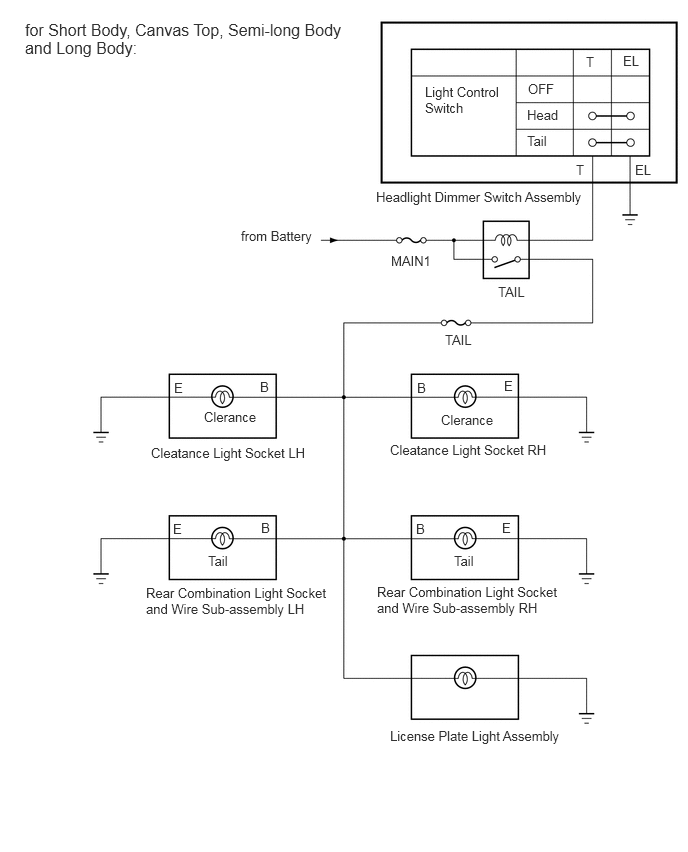 for Short Body, Canvas Top, Semi-long Body
and Long Body:
T
EL
Light Control
Switch
OFF
Head
Tail
T
EL
Headlight Dimmer Switch Assembly
from Battery
MAIN1
TAIL
TAIL
E
B
Clerance
Cleatance Light Socket LH
B
E
Clerance
Cleatance Light Socket RH
E
B
Tail
Rear Combination Light Socket
and Wire Sub-assembly LH
B
E
Tail
Rear Combination Light Socket
and Wire Sub-assembly RH
License Plate Light Assembly